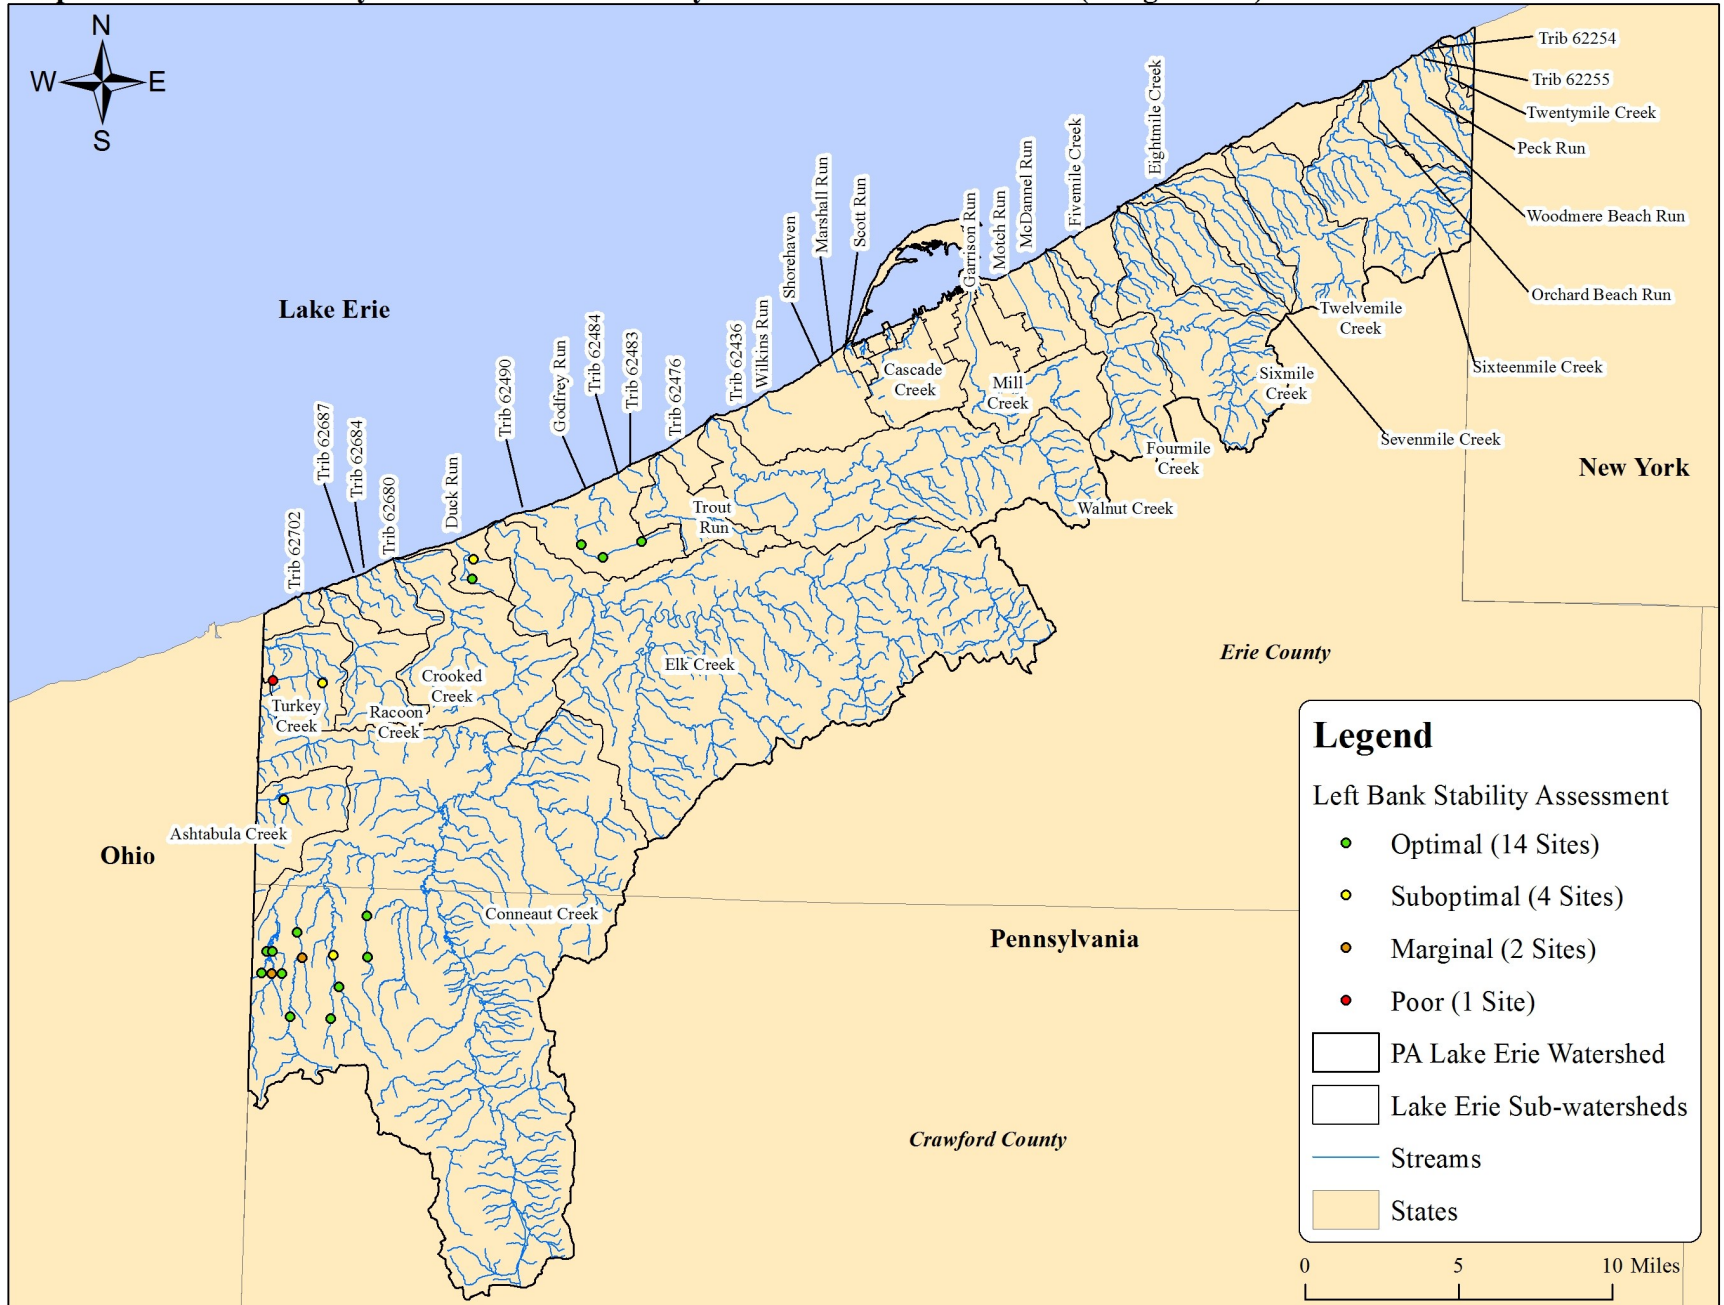 N
W
E
S
Trib 62254
Trib 62255
Twentymile Creek
Peck Run
Woodmere Beach Run
Orchard Beach Run
Sixteenmile Creek
Sevenmile Creek
Eightmile Creek
Fivemile Creek
McDannel Run
Motch Run
Garrison Run
Scott Run
Marshall Run
Shorehaven
Wilkins Run
Trib 62436
Trib 62476
Trib 62483
Trib 62484
Godfrey Run
Trib 62490
Duck Run
Trib 62680
Trib 62684
Trib 62687
Trib 62702
Lake Erie
Twelvemile
Creek
Sixmile
Creek
Cascade
Creek
Mill
Creek
Fourmile
Creek
Walnut Creek
Trout
Run
Elk Creek
Crooked
Creek
Racoon
Creek
Turkey
Creek
Ashtabula Creek
Conneaut Creek
New York
Erie County
Ohio
Pennsylvania
Crawford County
Legend
Left Bank Stability Assessment
Optimal (14 Sites)
Suboptimal (4 Sites)
Marginal (2 Sites)
Poor (1 Site)
PA Lake Erie Watershed
Lake Erie Sub-watersheds
Streams
States
0 5 10 Miles